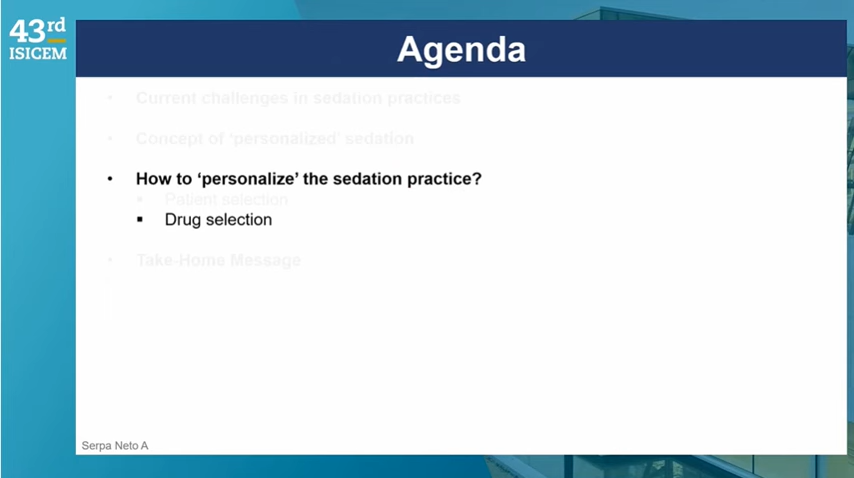 43rd
ISICEM
Agenda
• Current challenges in sedation practices
• Concept of ‘personalized’ sedation
• How to ‘personalize’ the sedation practice?
▪ Patient selection
▪ Drug selection
• Take-Home Message
Serpa Neto A